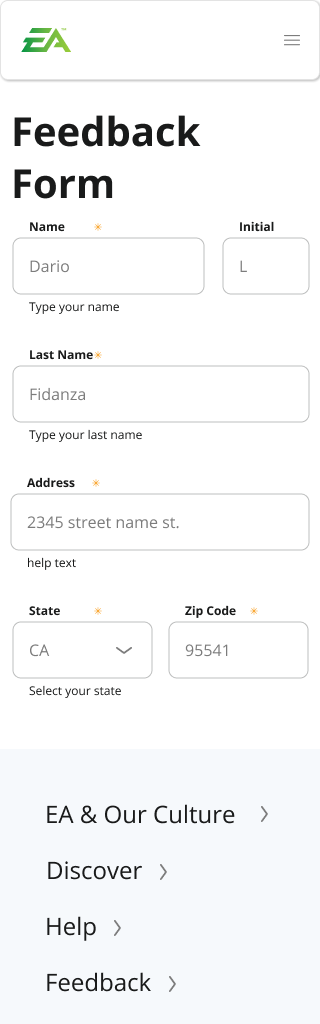 EA
Feedback
Form
Name * Initial
Dario L
Type your name
Last Name*
Fidanza
Type your last name
Address *
2345 street name st.
help text
State * Zip Code *
CA 95541
Select your state
EA & Our Culture
Discover
Help
Feedback